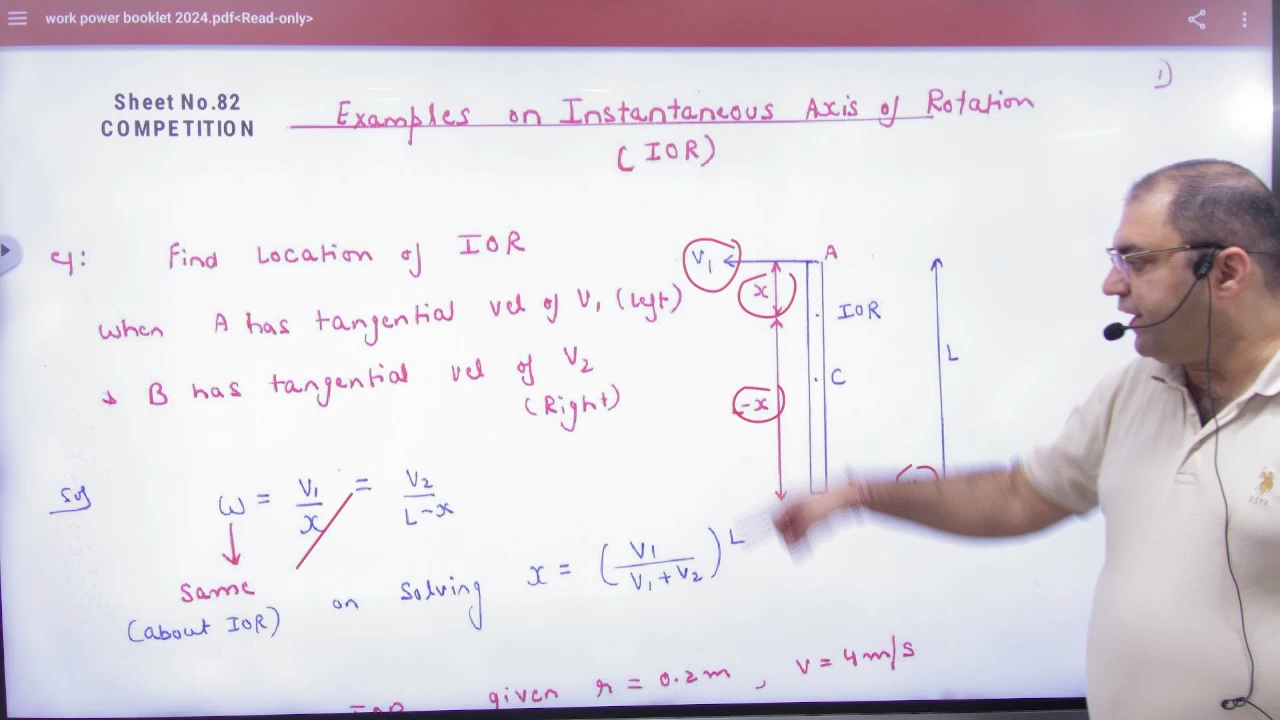 work power booklet 2024.pdf<Read-only>
1)
Sheet No.82
COMPETITION
Examples on Instantaneous Axis of Rotation
(IOR)
eg: Find Location of IOR
when A has tangential vel of V₁ (Left)
B has tangential vel of V₂
(Right)
V₁ A
x
IOR
L
C
L-x
Sol
ω = V₁/x = V₂/L-x
Same
(about IOR)
on solving x = (V₁/V₁+V₂) L
given r = 0.2m, v = 4m/s